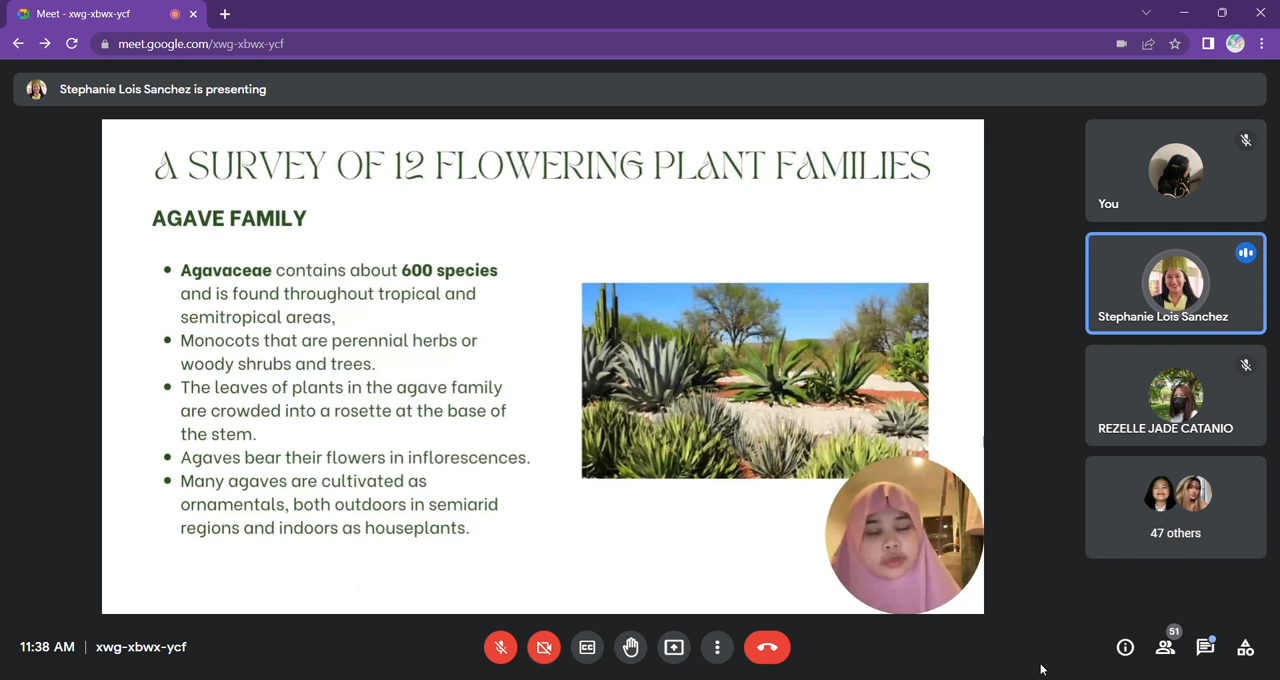 Meet - xwg-xbwx-ycf
meet.google.com/xwg-xbwx-ycf
Stephanie Lois Sanchez is presenting
A SURVEY OF 12 FLOWERING PLANT FAMILIES
AGAVE FAMILY
• Agavaceae contains about 600 species
and is found throughout tropical and
semitropical areas,
• Monocots that are perennial herbs or
woody shrubs and trees.
• The leaves of plants in the agave family
are crowded into a rosette at the base of
the stem.
• Agaves bear their flowers in inflorescences.
• Many agaves are cultivated as
ornamentals, both outdoors in semiarid
regions and indoors as houseplants.
You
Stephanie Lois Sanchez
REZELLE JADE CATANIO
47 others
11:38 AM | xwg-xbwx-ycf
CC
51